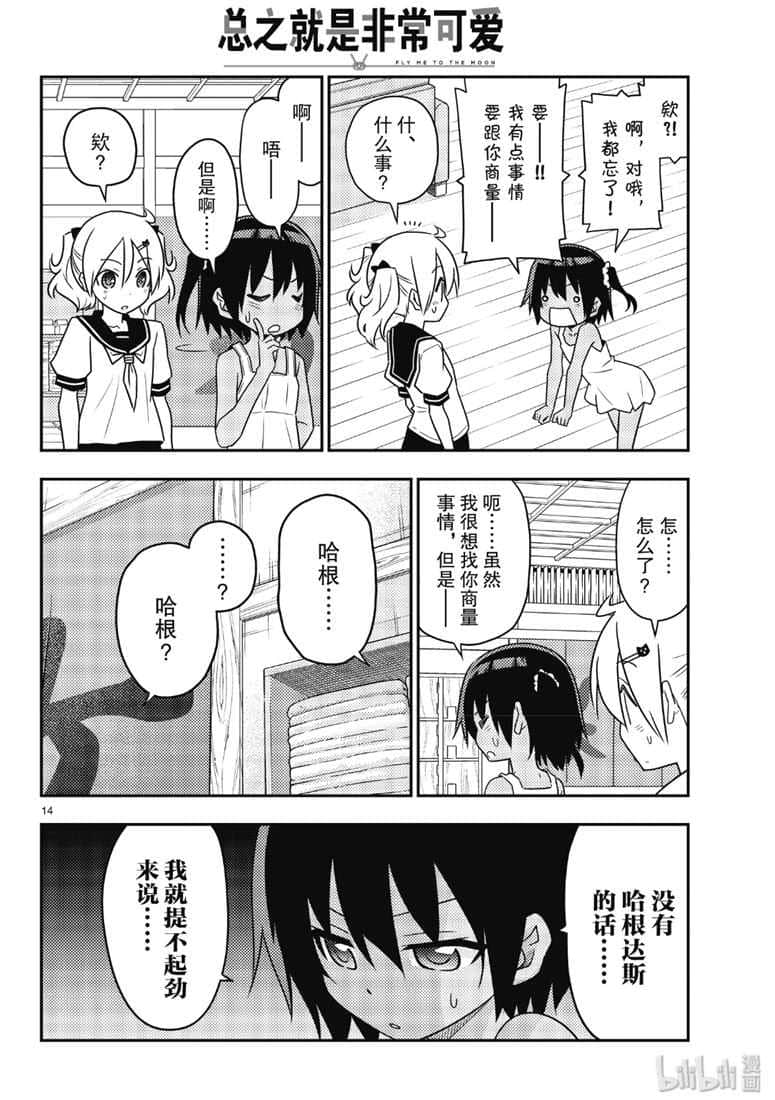 总之就是非常可爱
FLY ME TO THE MOON
欸?!
啊，对哦，
我都忘了！
要——!!
我有点事情
要跟你商量——
什、
什么事？
啊——
唔——
但是啊……
欸？
怎……
怎么了？
呃……虽然
我很想找你商量
事情，但是——
哈根……
……？
哈根？
14
没有
哈根达斯
的话……
我就提不起劲
来说……
bilibili漫画